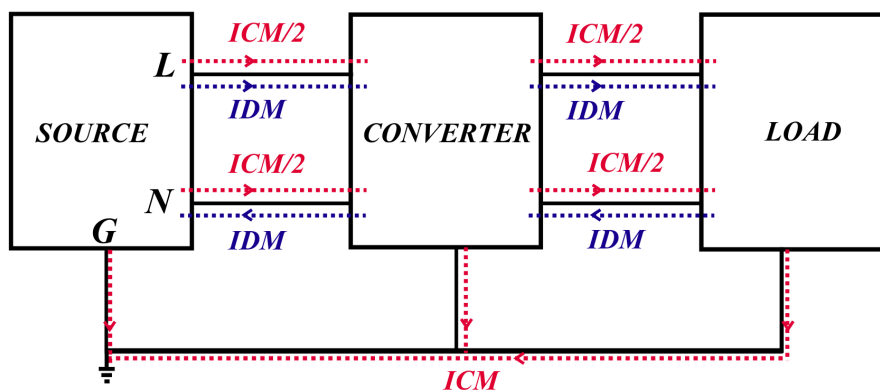 ICM/2
ICM/2
L
IDM
IDM
SOURCE
CONVERTER
LOAD
ICM/2
ICM/2
N
G
IDM
IDM
ICM